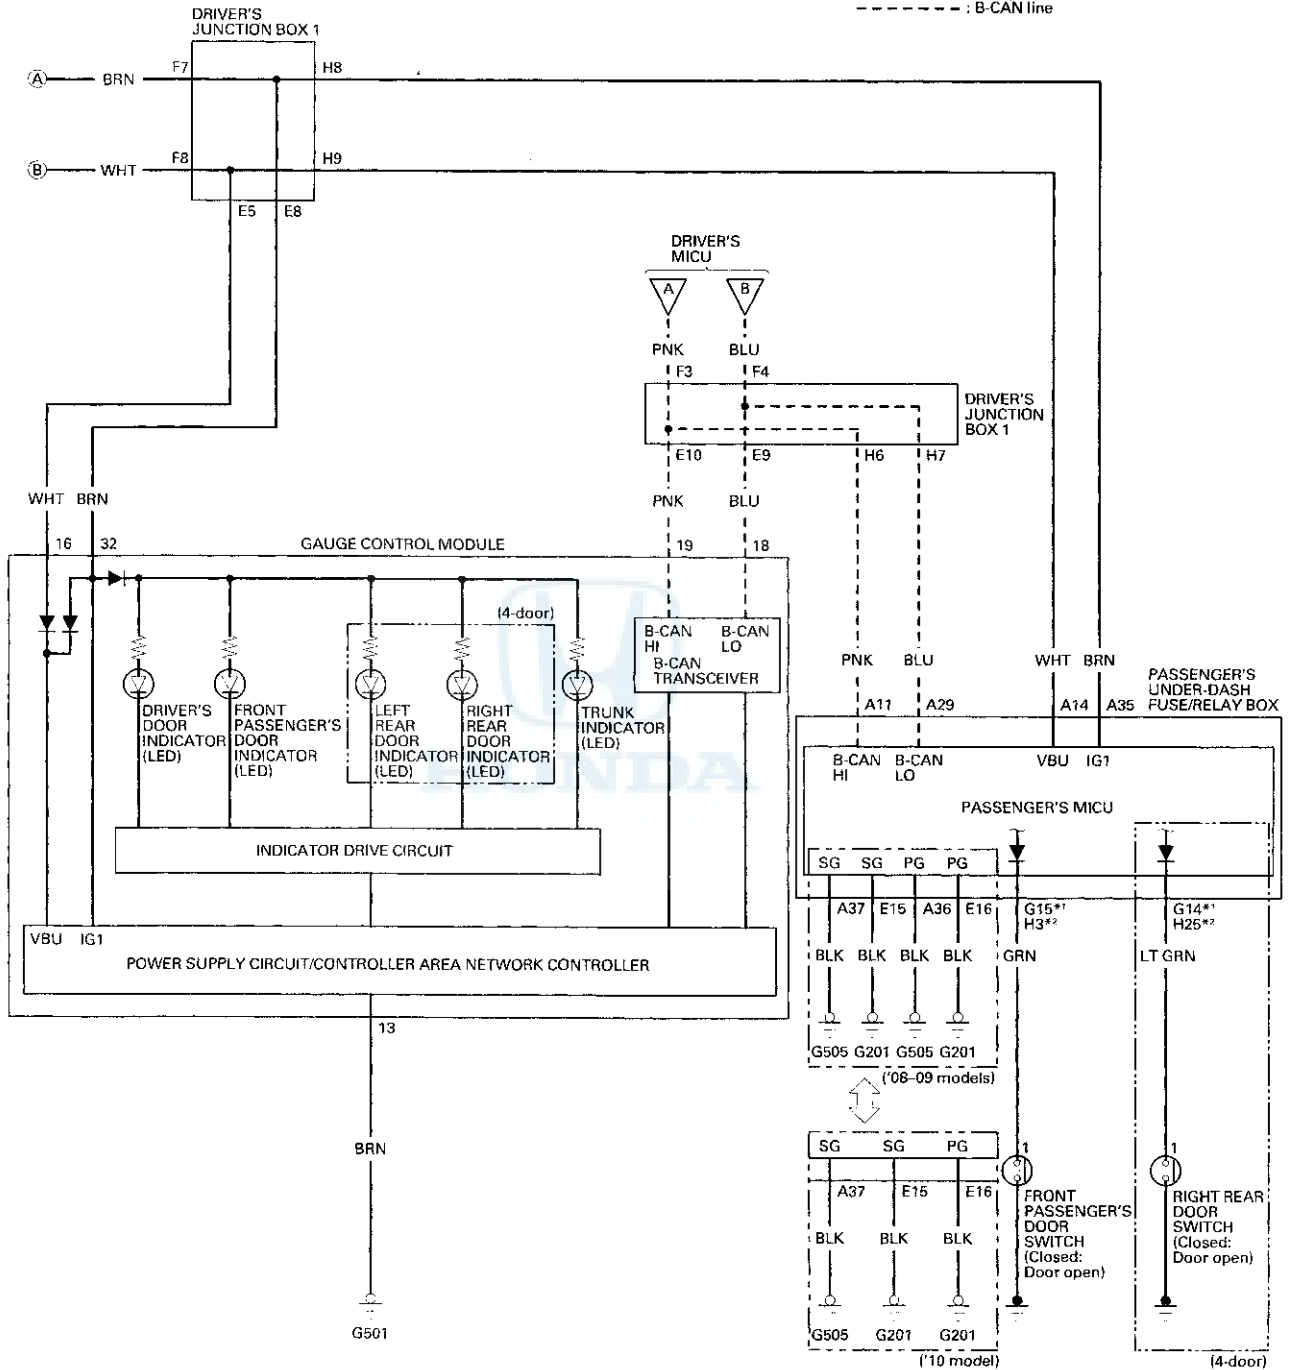 : B-CAN line
DRIVER'S
JUNCTION BOX 1
A BRN F7 H8
B WHT F8 H9
E5 E8
DRIVER'S
MICU
A B
PNK BLU
F3 F4
DRIVER'S
JUNCTION
BOX 1
E10 E9 H6 H7
WHT BRN PNK BLU
16 32 GAUGE CONTROL MODULE 19 18
(4-door)
B-CAN
HI
B-CAN
LO
B-CAN
TRANSCEIVER
PNK BLU WHT BRN
PASSENGER'S
UNDER-DASH
FUSE/RELAY BOX
A11 A29 A14 A35
DRIVER'S
DOOR
INDICATOR
(LED)
FRONT
PASSENGER'S
DOOR
INDICATOR
(LED)
LEFT
REAR
DOOR
INDICATOR
(LED)
RIGHT
REAR
DOOR
INDICATOR
(LED)
TRUNK
INDICATOR
(LED)
HONDA
B-CAN
HI
B-CAN
LO
VBU IG1
PASSENGER'S MICU
INDICATOR DRIVE CIRCUIT
SG SG PG PG
A37 E15 A36 E16
G15*1
H3*2
G14*1
H25*2
VBU IG1
POWER SUPPLY CIRCUIT/CONTROLLER AREA NETWORK CONTROLLER
BLK BLK BLK BLK GRN LT GRN
13
G505 G201 G505 G201
('08–09 models)
BRN
SG SG PG
1 1
A37 E15 E16
FRONT
PASSENGER'S
DOOR
SWITCH
(Closed:
Door open)
RIGHT REAR
DOOR
SWITCH
(Closed:
Door open)
BLK BLK BLK
G501
G505 G201 G201
('10 model)
(4-door)